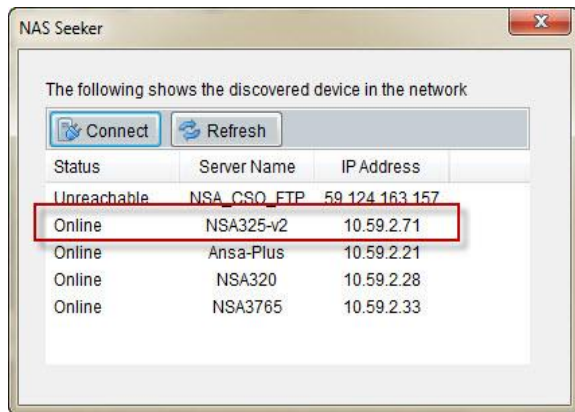 NAS Seeker
The following shows the discovered device in the network
Connect Refresh
Status Server Name IP Address
Unreachable NSA_CSO_FTP 59.124.163.157
Online NSA325-v2 10.59.2.71
Online Ansa-Plus 10.59.2.21
Online NSA320 10.59.2.28
Online NSA3765 10.59.2.33